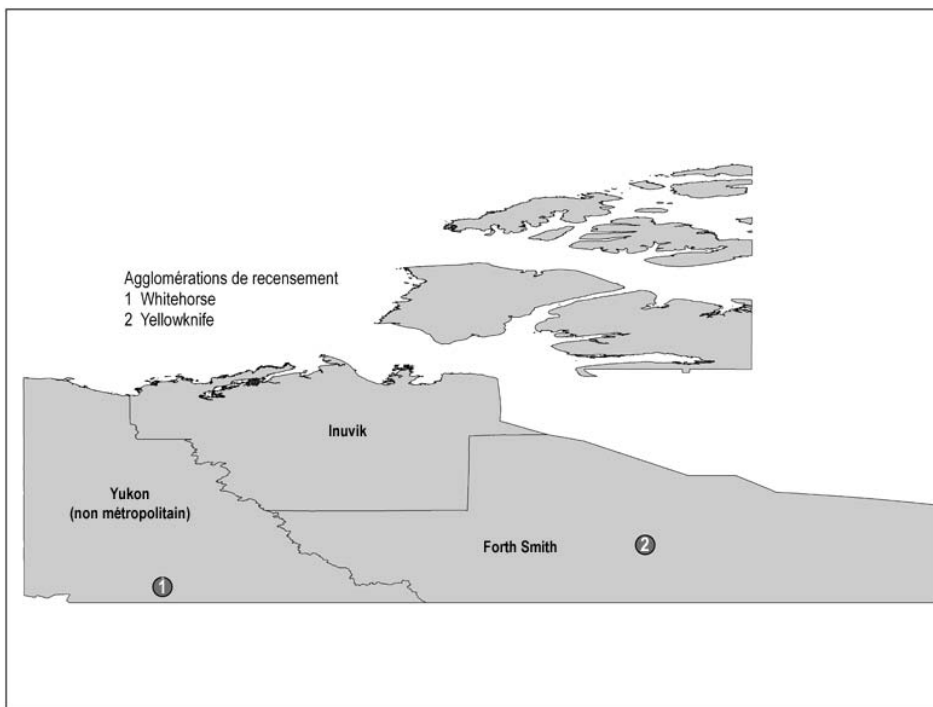 Agglomérations de recensement
1 Whitehorse
2 Yellowknife
Inuvik
Yukon
(non métropolitain)
Forth Smith
2
1